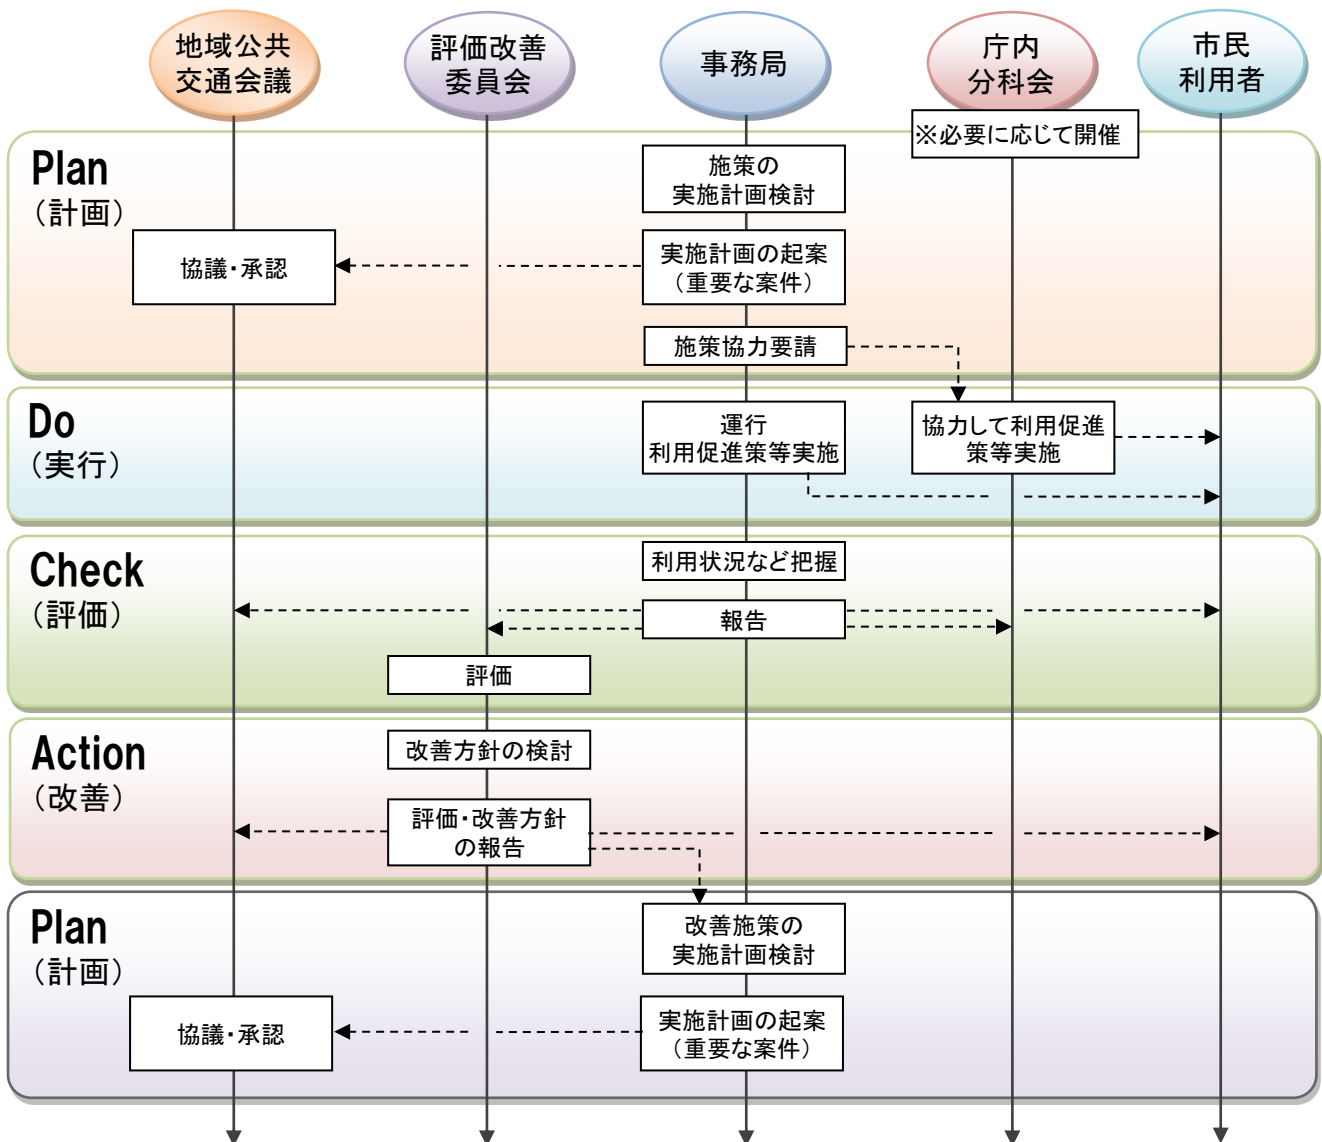 地域公共
交通会議
評価改善
委員会
事務局
庁内
分科会
市民
利用者
※必要に応じて開催
Plan
（計画）
施策の
実施計画検討
協議・承認
実施計画の起案
（重要な案件）
施策協力要請
Do
（実行）
運行
利用促進策等実施
協力して利用促進
策等実施
Check
（評価）
利用状況など把握
報告
評価
Action
（改善）
改善方針の検討
評価・改善方針
の報告
Plan
（計画）
改善施策の
実施計画検討
協議・承認
実施計画の起案
（重要な案件）